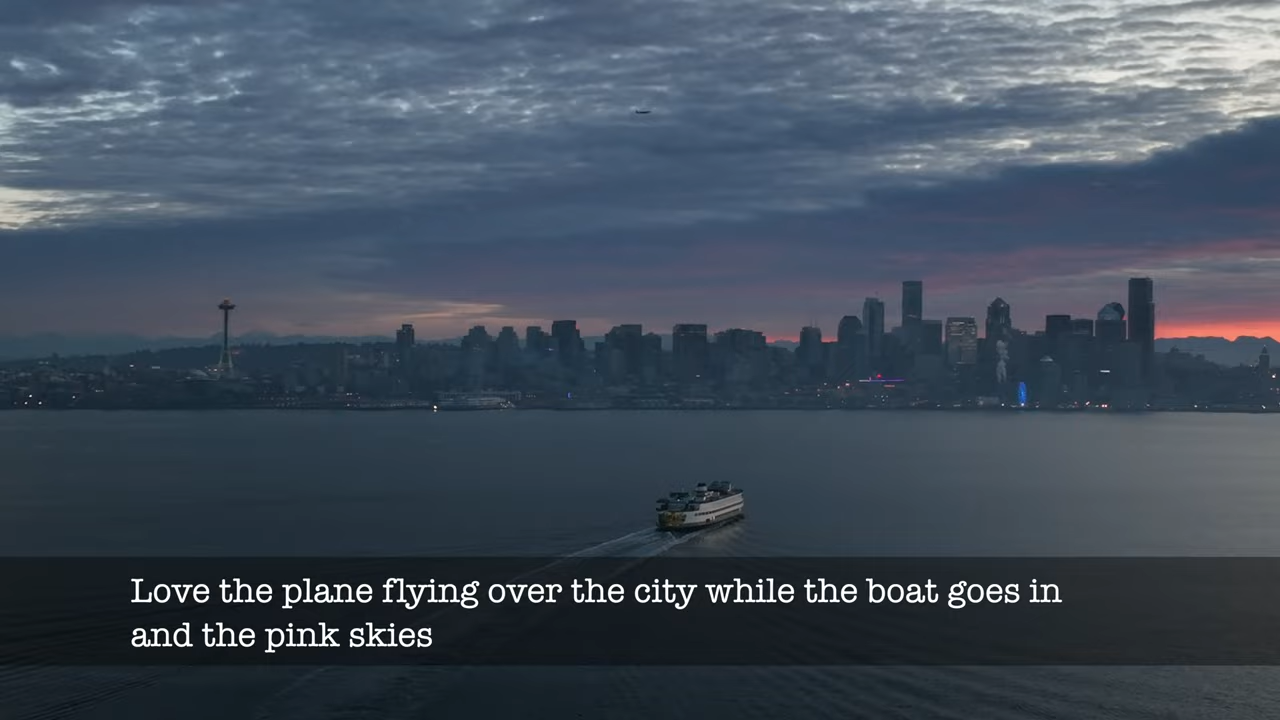 Love the plane flying over the city while the boat goes in
and the pink skies